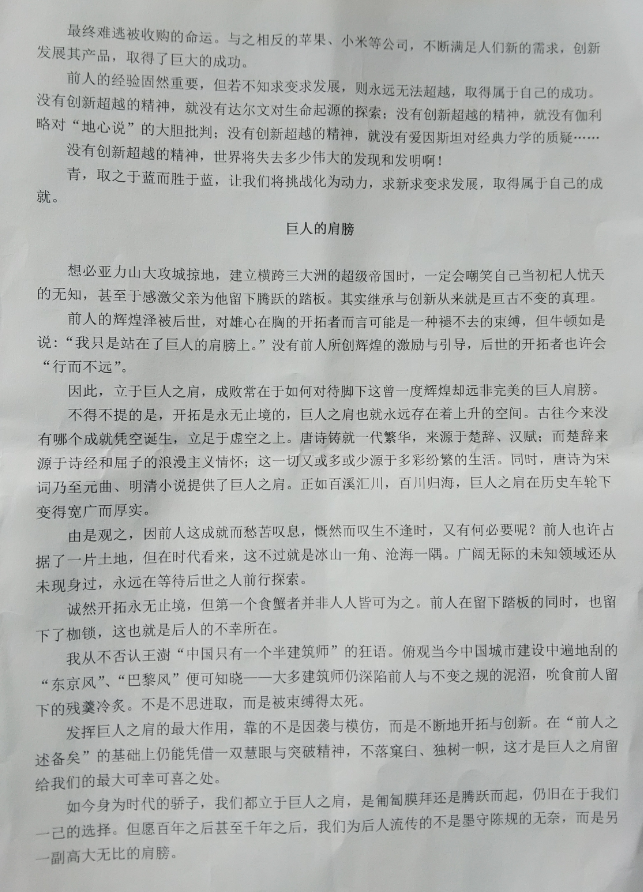 最终难逃被收购的命运。与之相反的苹果、小米等公司，不断满足人们新的需求，创新
发展其产品，取得了巨大的成功。
前人的经验固然重要，但若不知求变求发展，则永远无法超越，取得属于自己的成功。
没有创新超越的精神，就没有达尔文对生命起源的探索；没有创新超越的精神，就没有伽利
略对“地心说”的大胆批判；没有创新超越的精神，就没有爱因斯坦对经典力学的质疑……
没有创新超越的精神，世界将失去多少伟大的发现和发明啊！
青，取之于蓝而胜于蓝，让我们将挑战化为动力，求新求变求发展，取得属于自己的成
就。
巨人的肩膀
想必亚力山大攻城掠地，建立横跨三大洲的超级帝国时，一定会嘲笑自己当初杞人忧天
的无知，甚至于感激父亲为他留下腾跃的踏板。其实继承与创新从来就是亘古不变的真理。
前人的辉煌泽被后世，对雄心在胸的开拓者而言可能是一种褪不去的束缚，但牛顿如是
说：“我只是站在了巨人的肩膀上。”没有前人所创辉煌的激励与引导，后世的开拓者也许会
“行而不远”。
因此，立于巨人之肩，成败常在于如何对待脚下这曾一度辉煌却远非完美的巨人肩膀。
不得不提的是，开拓是永无止境的，巨人之肩也就永远存在着上升的空间。古往今来没
有哪个成就凭空诞生，立足于虚空之上。唐诗铸就一代繁华，来源于楚辞、汉赋；而楚辞来
源于诗经和屈子的浪漫主义情怀；这一切又或多或少源于多彩纷繁的生活。同时，唐诗为宋
词乃至元曲、明清小说提供了巨人之肩。正如百溪汇川，百川归海，巨人之肩在历史车轮下
变得宽广而厚实。
由是观之，因前人这成就而愁苦叹息，慨然而叹生不逢时，又有何必要呢？前人也许占
据了一片土地，但在时代看来，这不过就是冰山一角、沧海一隅。广阔无际的未知领域还从
未现身过，永远在等待后世之人前行探索。
诚然开拓永无止境，但第一个食蟹者并非人人皆可为之。前人在留下踏板的同时，也留
下了枷锁，这也就是后人的不幸所在。
我从不否认王澍“中国只有一个半建筑师”的狂语。俯观当今中国城市建设中遍地刮的
“东京风”、“巴黎风”便可知晓——大多建筑师仍深陷前人与不变之规的泥沼，吮食前人留
下的残羹冷炙。不是不思进取，而是被束缚得太死。
发挥巨人之肩的最大作用，靠的不是因袭与模仿，而是不断地开拓与创新。在“前人之
述备矣”的基础上仍能凭借一双慧眼与突破精神，不落窠臼、独树一帜，这才是巨人之肩留
给我们的最大可幸可喜之处。
如今身为时代的骄子，我们都立于巨人之肩，是匍匐膜拜还是腾跃而起，仍旧在于我们
一己的选择。但愿百年之后甚至千年之后，我们为后人流传的不是墨守陈规的无奈，而是另
一副高大无比的肩膀。